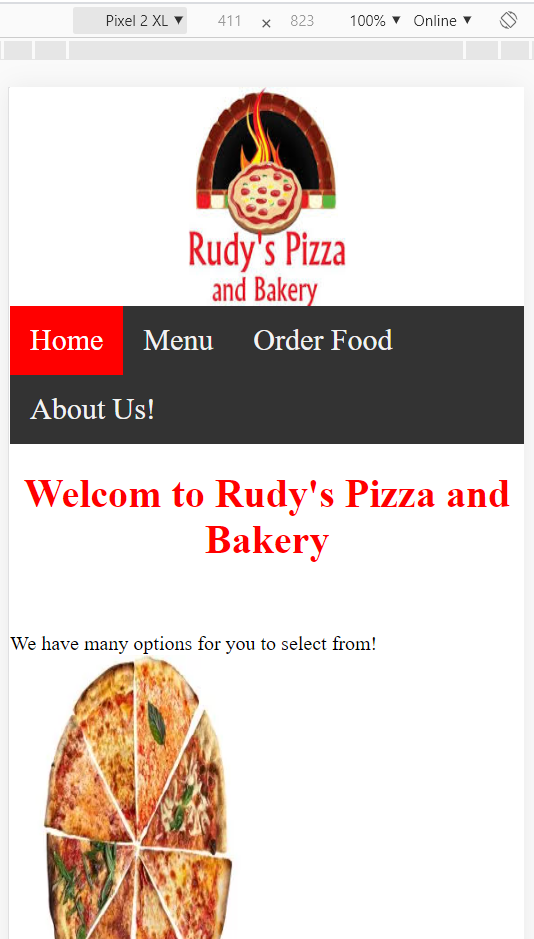 Pixel 2 XL ▼ 411 × 823 100% ▼ Online ▼
Rudy's Pizza
and Bakery
Home Menu Order Food
About Us!
Welcom to Rudy's Pizza and
Bakery
We have many options for you to select from!